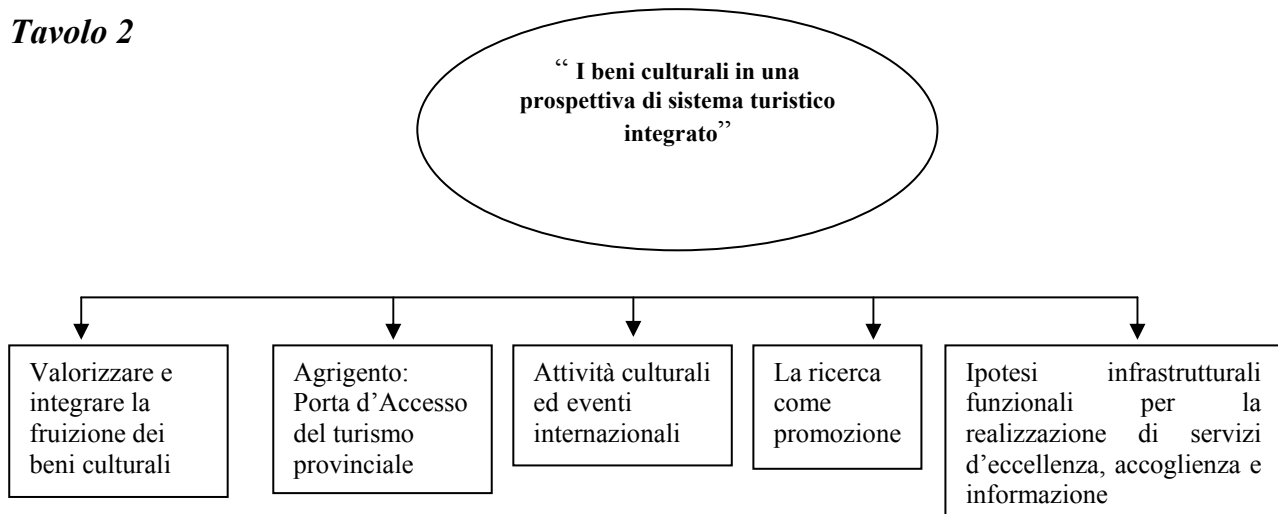 Tavolo 2
“ I beni culturali in una
prospettiva di sistema turistico
integrato”
Valorizzare e
integrare la
fruizione dei
beni culturali
Agrigento:
Porta d’Accesso
del turismo
provinciale
Attività culturali
ed eventi
internazionali
La ricerca
come
promozione
Ipotesi infrastrutturali
funzionali per la
realizzazione di servizi
d’eccellenza, accoglienza e
informazione